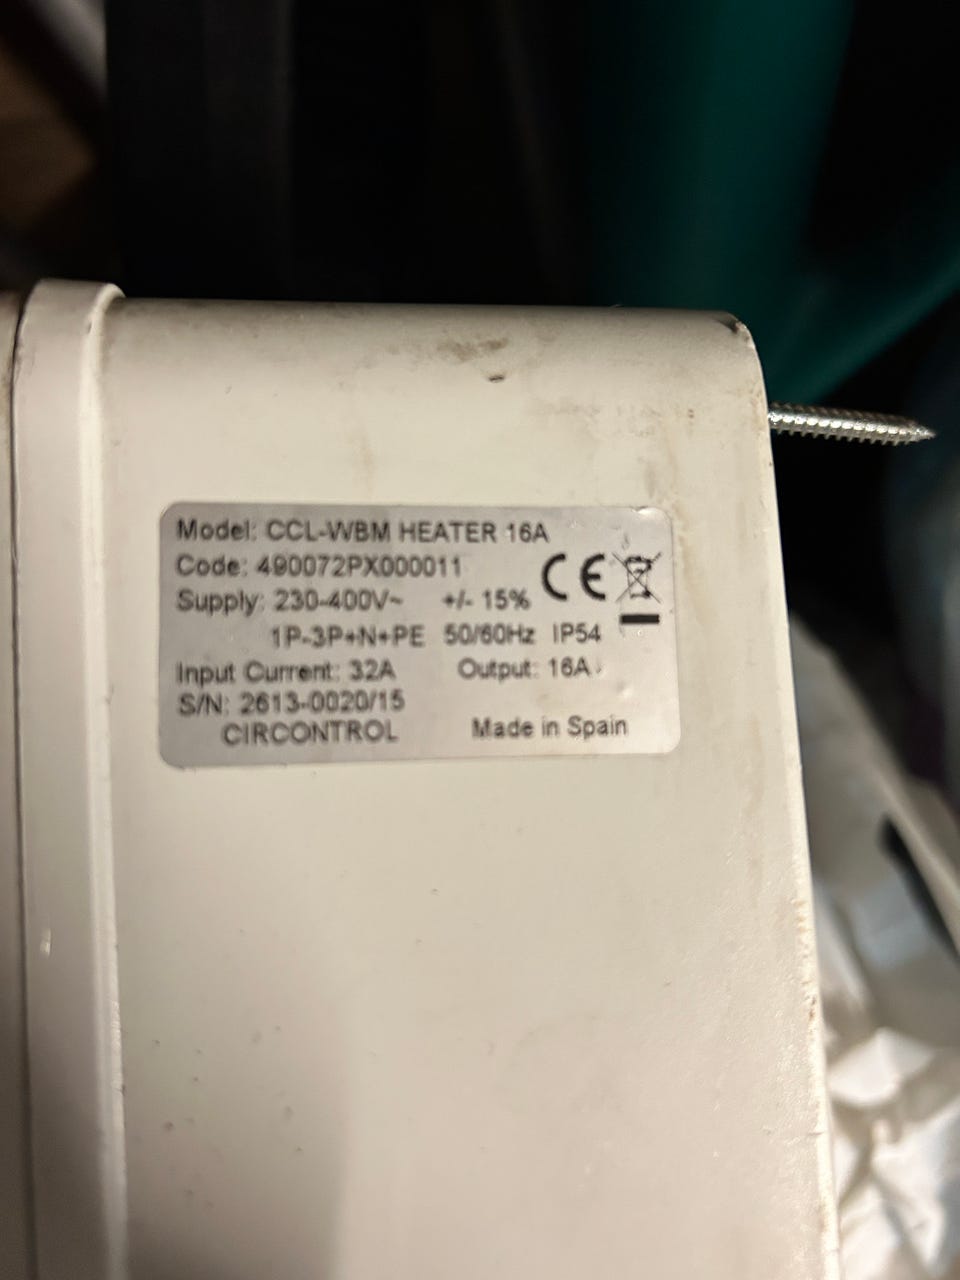 Model: CCL-WBM HEATER 16A
Code: 490072PX000011
CE
Supply: 230-400V~ +/- 15%
1P-3P+N+PE 50/60Hz IP54
Input Current: 32A Output: 16A
S/N: 2613-0020/15
CIRCONTROL Made in Spain